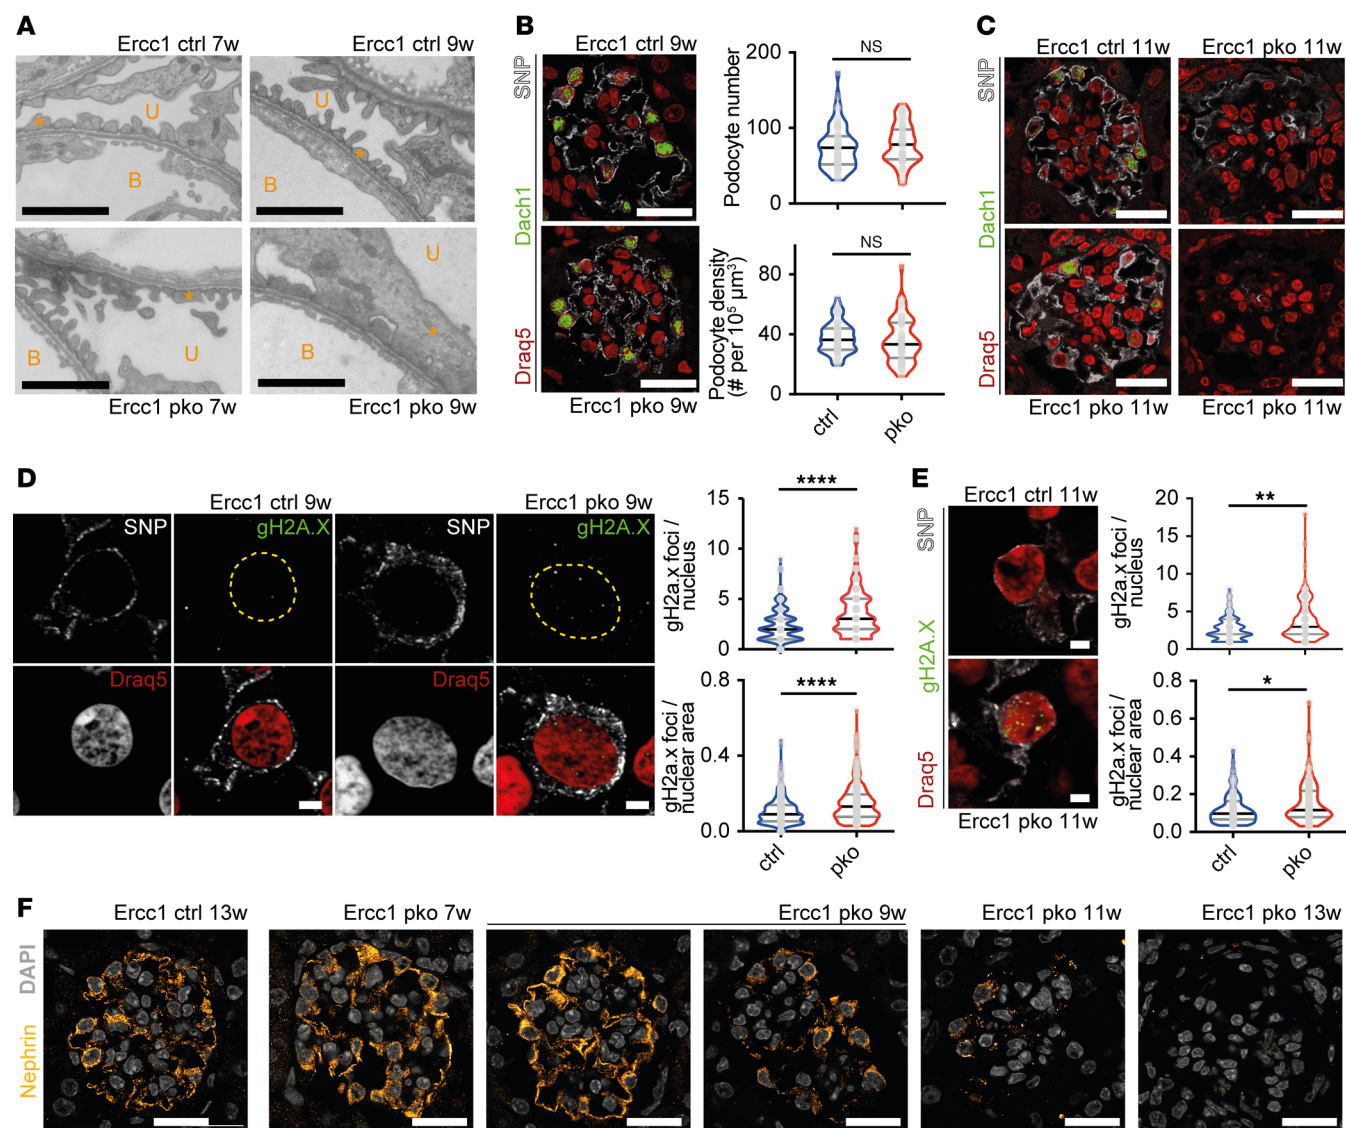 A
Ercc1 ctrl 7w
Ercc1 ctrl 9w
U
*
B
U
*
B
B
*
U
U
*
B
Ercc1 pko 7w
Ercc1 pko 9w
B
Ercc1 ctrl 9w
SNP
Dach1
Draq5
Ercc1 pko 9w
Podocyte number
200
100
0
NS
Podocyte density
(# per 10⁵ µm³)
80
40
0
NS
ctrl
pko
C
Ercc1 ctrl 11w
Ercc1 pko 11w
SNP
Dach1
Draq5
Ercc1 pko 11w
Ercc1 pko 11w
D
Ercc1 ctrl 9w
Ercc1 pko 9w
SNP
gH2A.X
SNP
gH2A.X
Draq5
Draq5
gH2a.x foci /
nucleus
15
10
5
0
****
gH2a.x foci /
nuclear area
0.8
0.4
0.0
****
ctrl
pko
E
Ercc1 ctrl 11w
SNP
gH2A.X
Draq5
Ercc1 pko 11w
gH2a.x foci /
nucleus
20
15
10
5
0
**
gH2a.x foci /
nuclear area
0.8
0.6
0.4
0.2
0.0
*
ctrl
pko
F
Ercc1 ctrl 13w
Ercc1 pko 7w
Ercc1 pko 9w
Ercc1 pko 11w
Ercc1 pko 13w
DAPI
Nephrin